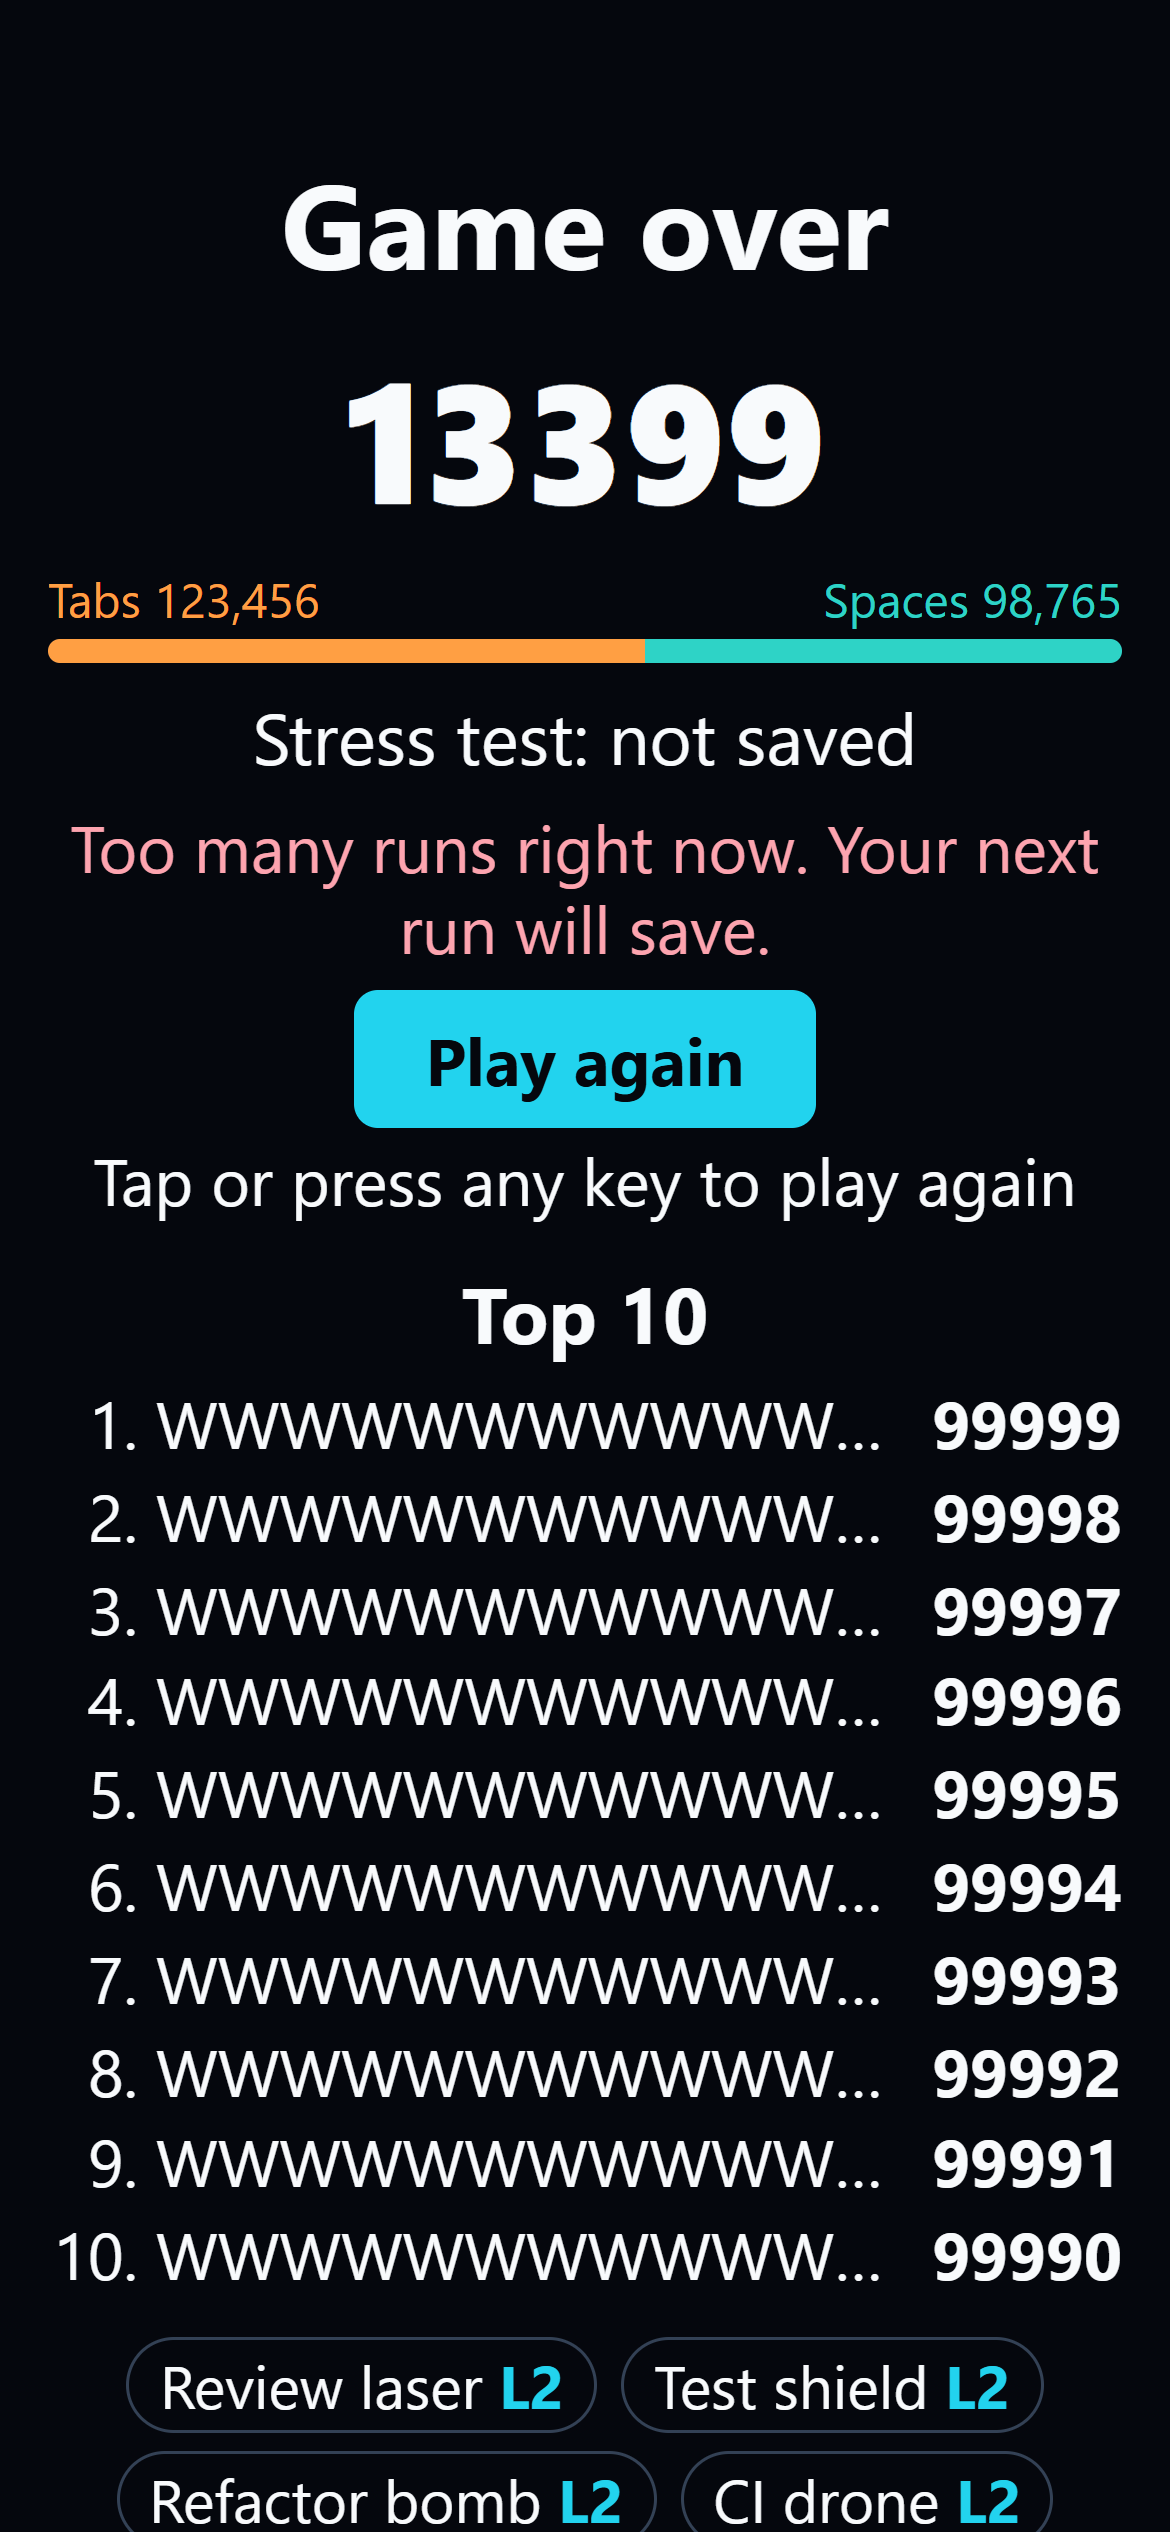 Game over
13399
Tabs 123,456 Spaces 98,765
Stress test: not saved
Too many runs right now. Your next
run will save.
Play again
Tap or press any key to play again
Top 10
1. WWWWWWWWWWW... 99999
2. WWWWWWWWWWW... 99998
3. WWWWWWWWWWW... 99997
4. WWWWWWWWWWW... 99996
5. WWWWWWWWWWW... 99995
6. WWWWWWWWWWW... 99994
7. WWWWWWWWWWW... 99993
8. WWWWWWWWWWW... 99992
9. WWWWWWWWWWW... 99991
10. WWWWWWWWWWW... 99990
Review laser L2 Test shield L2
Refactor bomb L2 CI drone L2